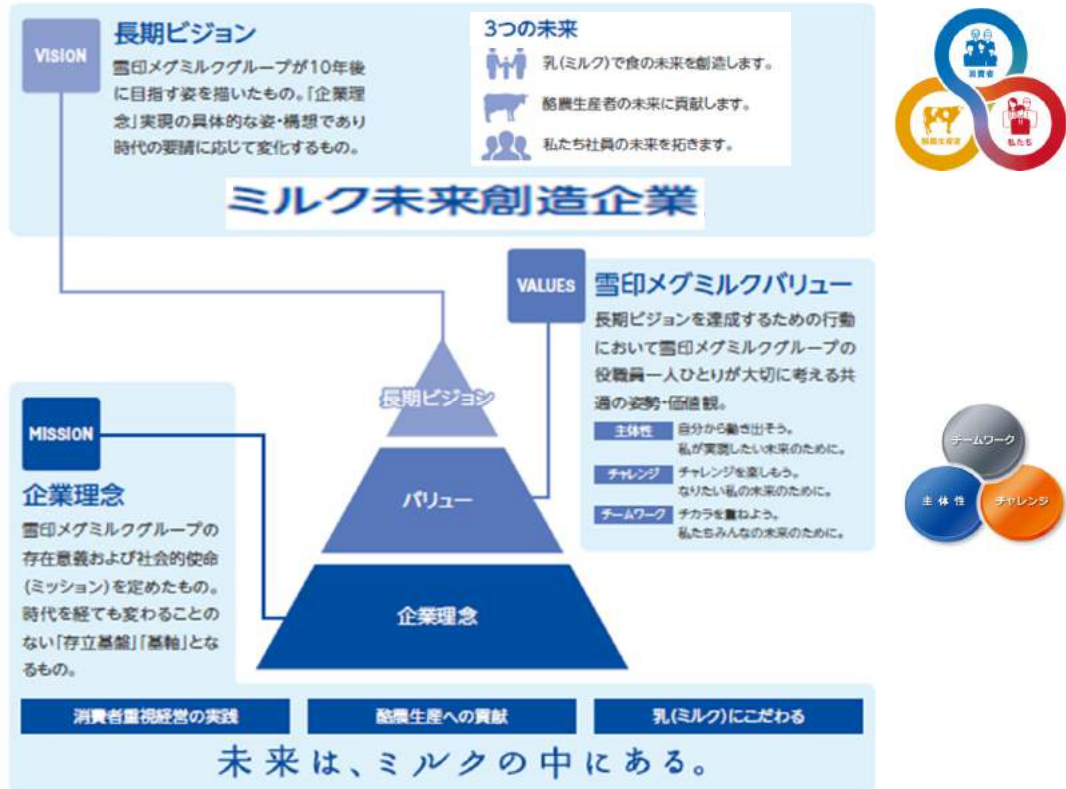 VISION
長期ビジョン
雪印メグミルクグループが10年後
に目指す姿を描いたもの。「企業理
念」実現の具体的な姿・構想であり
時代の要請に応じて変化するもの。
3つの未来
乳(ミルク)で食の未来を創造します。
酪農生産者の未来に貢献します。
私たち社員の未来を拓きます。
ミルク未来創造企業
消費者
酪農生産者
私たち
VALUES
雪印メグミルクバリュー
長期ビジョンを達成するための行動
において雪印メグミルクグループの
役職員一人ひとりが大切に考える共
通の姿勢・価値観。
主体性 自分から動き出そう。
私が実現したい未来のために。
チャレンジ チャレンジを楽しもう。
なりたい私の未来のために。
チームワーク チカラを重ねよう。
私たちみんなの未来のために。
チームワーク
主体性
チャレンジ
長期ビジョン
バリュー
企業理念
MISSION
企業理念
雪印メグミルクグループの
存在意義および社会的使命
(ミッション)を定めたもの。
時代を経ても変わることの
ない「存立基盤」「基軸」とな
るもの。
消費者重視経営の実践
酪農生産への貢献
乳(ミルク)にこだわる
未来は、ミルクの中にある。